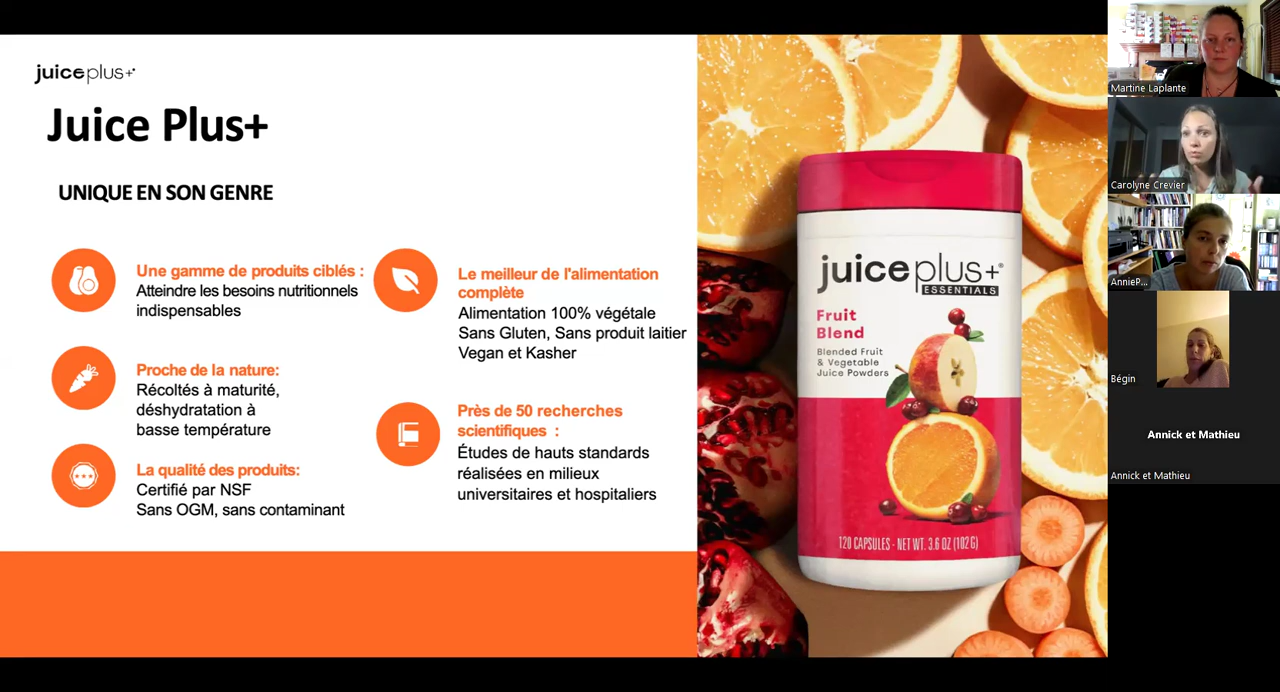 juice plus+
Juice Plus+
UNIQUE EN SON GENRE
Une gamme de produits ciblés :
Atteindre les besoins nutritionnels
indispensables
Proche de la nature:
Récoltés à maturité,
déshydratation à
basse température
La qualité des produits:
Certifié par NSF
Sans OGM, sans contaminant
Le meilleur de l'alimentation
complète
Alimentation 100% végétale
Sans Gluten, Sans produit laitier
Vegan et Kasher
Près de 50 recherches
scientifiques :
Études de hauts standards
réalisées en milieux
universitaires et hospitaliers
juice plus+®
ESSENTIALS
Fruit
Blend
Blended Fruit
& Vegetable
Juice Powders
120 CAPSULES - NET WT. 3.6 OZ (102 G)
Martine Laplante
Carolyne Crevier
AnnieP...
Bégin
Annick et Mathieu
Annick et Mathieu